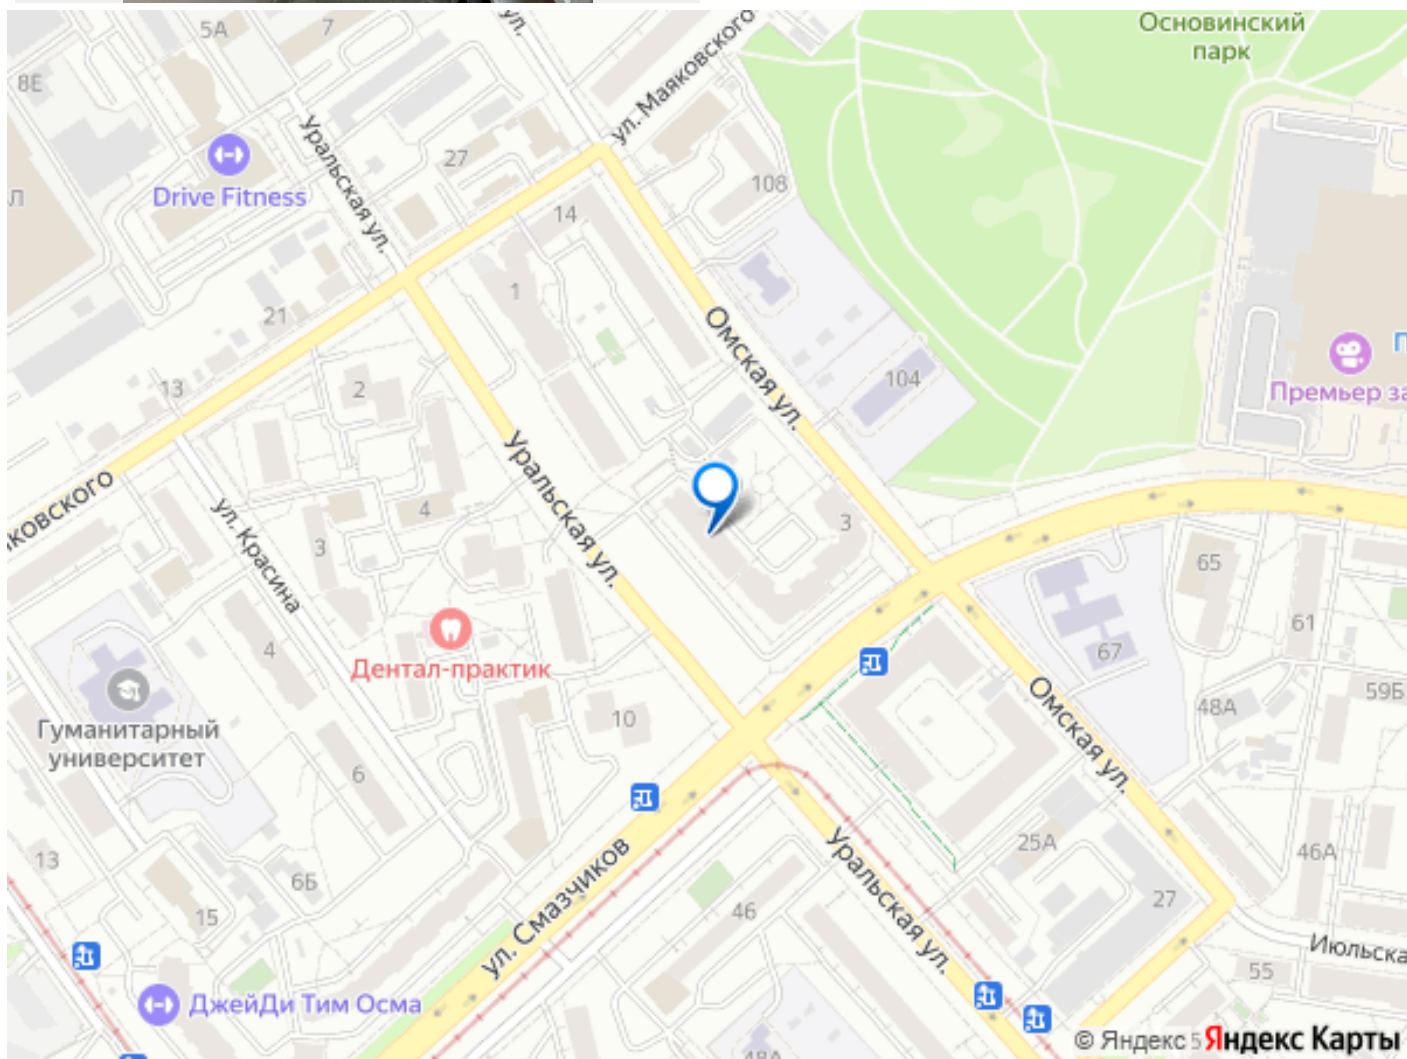 Основинский
парк
ул.
5А
7
8Е
ул. Маяковского
Уральская ул.
27
Drive Fitness
108
14
1
21
Омская ул.
104
13
2
Премьер за
Уральская ул.
ковского
ул. Красина
4
3
3
65
61
67
4
Дентал-практик
Омская ул.
59Б
48А
10
Гуманитарный
университет
6
25А
46А
Уральская ул.
13
6Б
ул. Смазчиков
27
46
15
Июльска
55
ДжейДи Тим Осма
© Яндекс 5 Яндекс Карты
48А